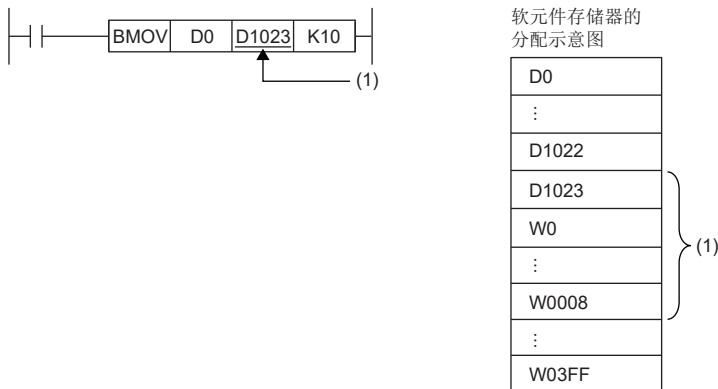 BMOV D0 D1023 K10
(1)
软元件存储器的
分配示意图
D0
⋮
D1022
D1023
W0
⋮
W0008
(1)
⋮
W03FF